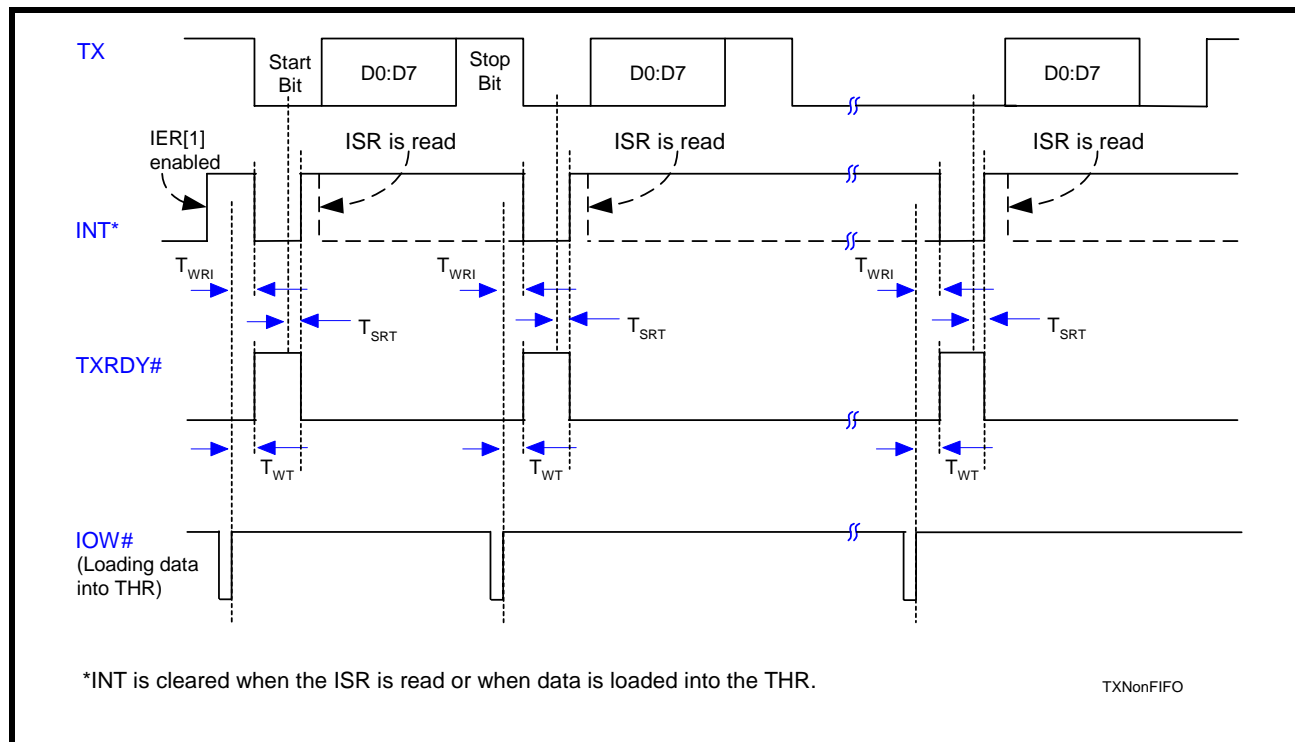 TX
Start
Bit
D0:D7
Stop
Bit
D0:D7
D0:D7
IER[1]
enabled
ISR is read
ISR is read
ISR is read
INT*
TWRI
TWRI
TWRI
TSRT
TSRT
TSRT
TXRDY#
TWT
TWT
TWT
IOW#
(Loading data
into THR)
*INT is cleared when the ISR is read or when data is loaded into the THR.
TXNonFIFO